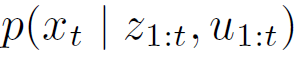 p(x_t | z_{1:t}, u_{1:t})